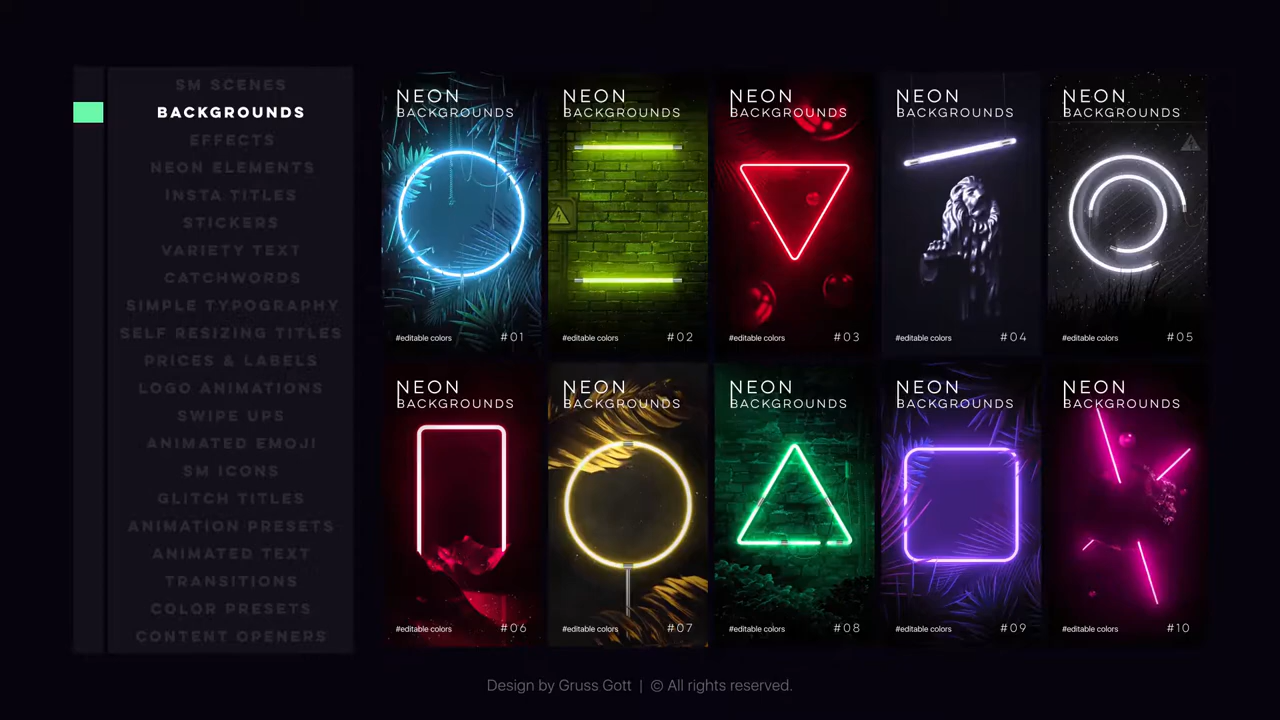 SM SCENES
BACKGROUNDS
EFFECTS
NEON ELEMENTS
INSTA TITLES
STICKERS
VARIETY TEXT
CATCHWORDS
SIMPLE TYPOGRAPHY
SELF RESIZING TITLES
PRICES & LABELS
LOGO ANIMATIONS
SWIPE UPS
ANIMATED EMOJI
SM ICONS
GLITCH TITLES
ANIMATION PRESETS
ANIMATED TEXT
TRANSITIONS
COLOR PRESETS
CONTENT OPENERS
NEON
BACKGROUNDS
#editable colors #01
NEON
BACKGROUNDS
#editable colors #02
NEON
BACKGROUNDS
#editable colors #03
NEON
BACKGROUNDS
#editable colors #04
NEON
BACKGROUNDS
#editable colors #05
NEON
BACKGROUNDS
#editable colors #06
NEON
BACKGROUNDS
#editable colors #07
NEON
BACKGROUNDS
#editable colors #08
NEON
BACKGROUNDS
#editable colors #09
NEON
BACKGROUNDS
#editable colors #10
Design by Gruss Gott | © All rights reserved.